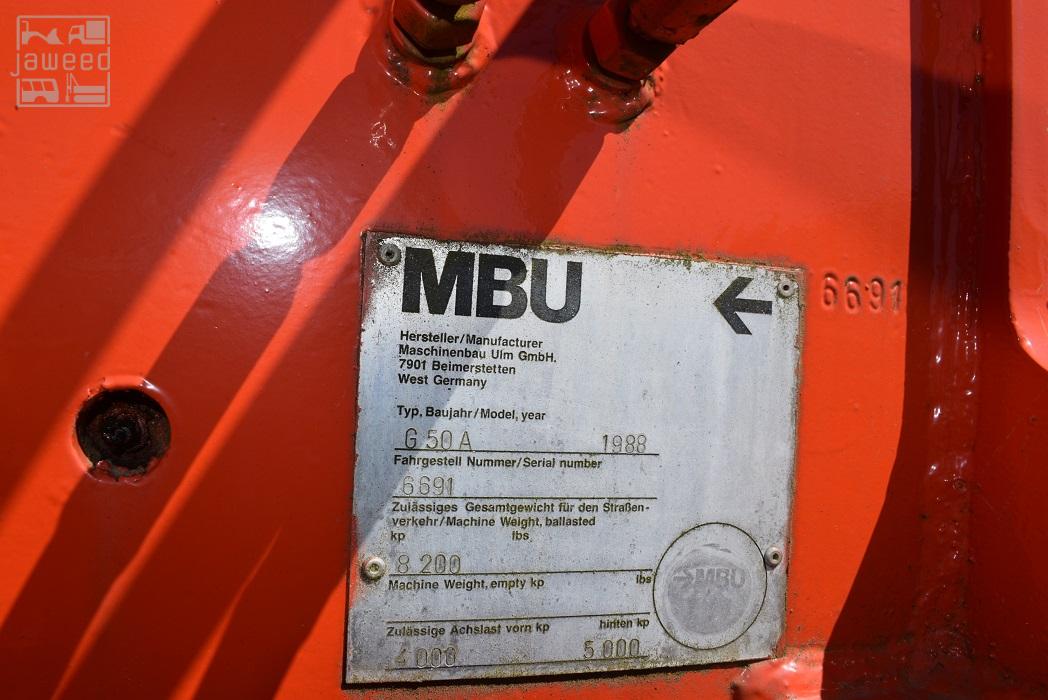 jaweed
MBU
6691
Hersteller/Manufacturer
Maschinenbau Ulm GmbH.
7901 Beimerstetten
West Germany
Typ, Baujahr/Model, year
G 50 A 1988
Fahrgestell Nummer/Serial number
6691
Zulässiges Gesamtgewicht für den Straßen-
verkehr/Machine Weight, ballasted
kp lbs
8 200
Machine Weight, empty kp lbs
MBU
Zulässige Achslast vorn kp hinten kp
4 000 5 000